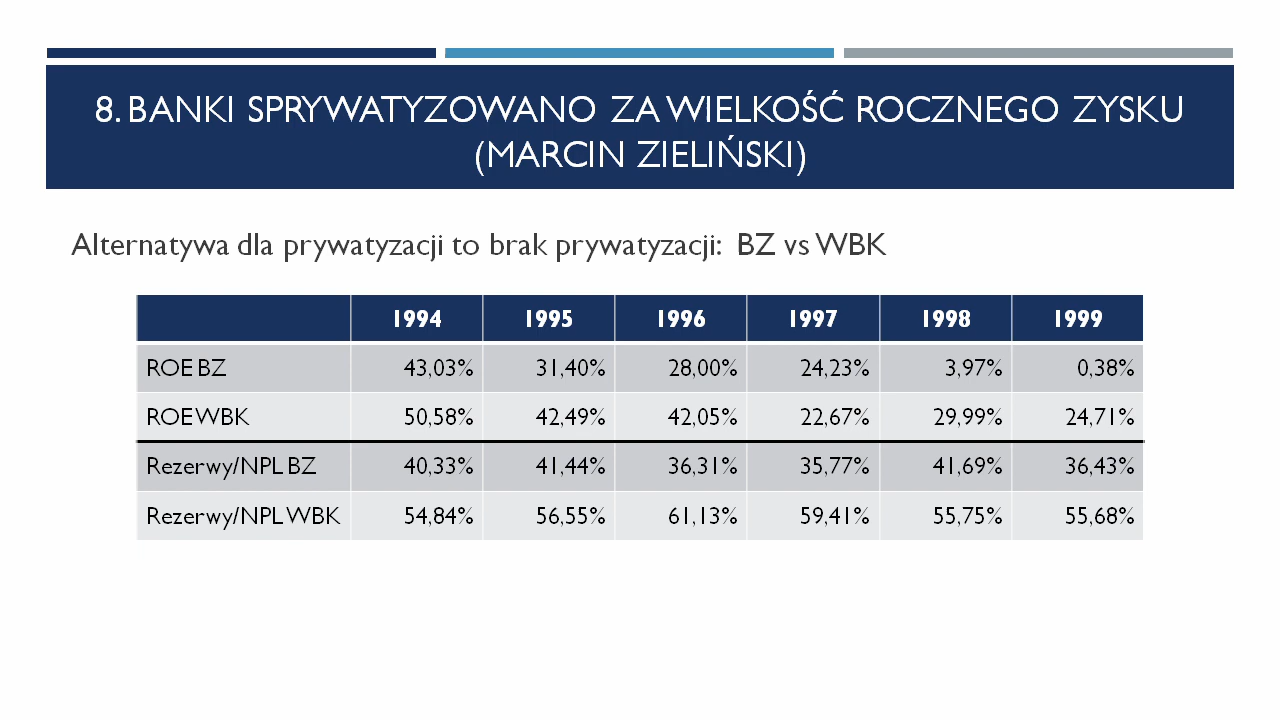 8. BANKI SPRYWATYZOWANO ZA WIELKOŚĆ ROCZNEGO ZYSKU
(MARCIN ZIELIŃSKI)
Alternatywa dla prywatyzacji to brak prywatyzacji: BZ vs WBK
1994 1995 1996 1997 1998 1999
ROE BZ 43,03% 31,40% 28,00% 24,23% 3,97% 0,38%
ROE WBK 50,58% 42,49% 42,05% 22,67% 29,99% 24,71%
Rezerwy/NPL BZ 40,33% 41,44% 36,31% 35,77% 41,69% 36,43%
Rezerwy/NPL WBK 54,84% 56,55% 61,13% 59,41% 55,75% 55,68%